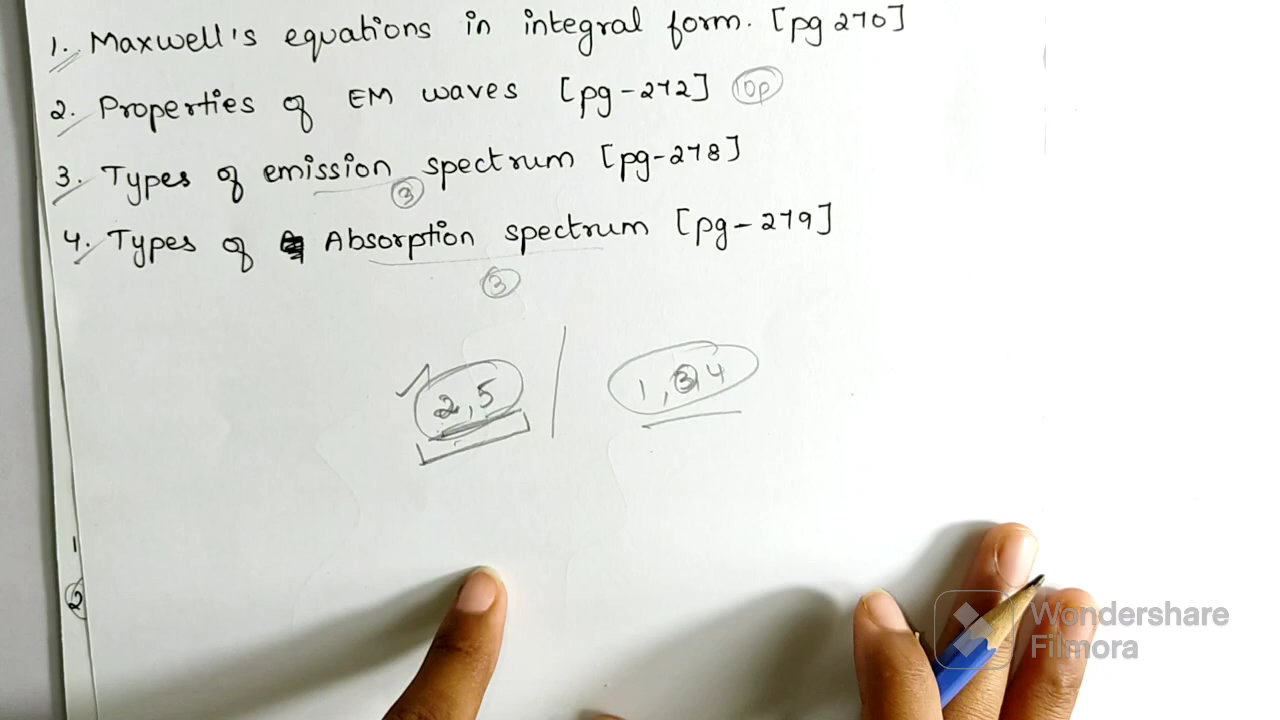 1. Maxwell's equations in integral form. [pg 270]
2. Properties of EM waves [pg-272] 10p
3. Types of emission spectrum [pg-278]
3
4. Types of Absorption spectrum [pg-279]
3
2,5 1,3,4
1
2
Wondershare
Filmora